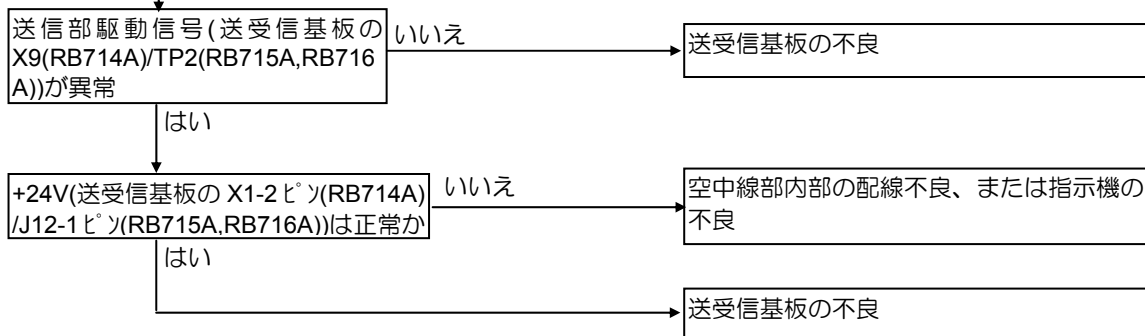 送信部駆動信号(送受信基板の
X9(RB714A)/TP2(RB715A,RB716
A))が異常
いいえ
送受信基板の不良
はい
+24V(送受信基板の X1-2 ﾋﾟﾝ(RB714A)
/J12-1 ﾋﾟﾝ(RB715A,RB716A))は正常か
いいえ
空中線部内部の配線不良、または指示機の
不良
はい
送受信基板の不良